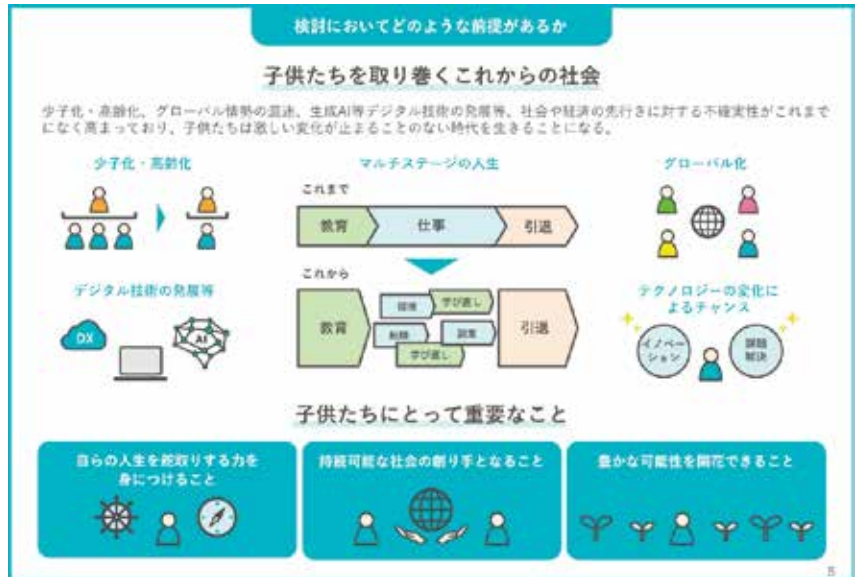 検討においてどのような前提があるか
子供たちを取り巻くこれからの社会
少子化・高齢化、グローバル情勢の混迷、生成AI等デジタル技術の発展等、社会や経済の先行きに対する不確実性がこれまで
になく高まっており、子供たちは激しい変化が止まることのない時代を生きることになる。
少子化・高齢化
マルチステージの人生
グローバル化
これまで
教育
仕事
引退
これから
教育
学び直し
学び直し
引退
デジタル技術の発展等
DX
AI
テクノロジーの変化に
よるチャンス
イノベー
ション
課題
解決
子供たちにとって重要なこと
自らの人生を舵取りする力を
身につけること
持続可能な社会の創り手となること
豊かな可能性を開花できること